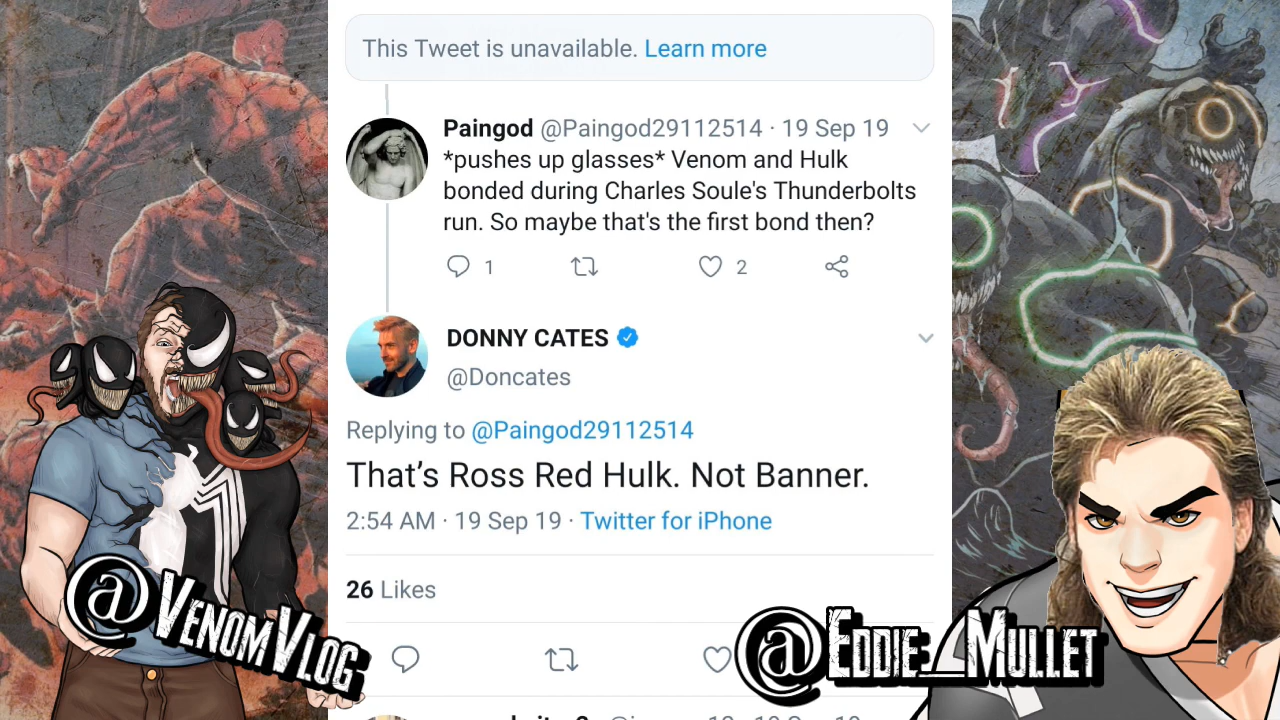 This Tweet is unavailable. Learn more
Paingod @Paingod29112514 · 19 Sep 19
*pushes up glasses* Venom and Hulk
bonded during Charles Soule's Thunderbolts
run. So maybe that's the first bond then?
1 2
DONNY CATES
@Doncates
Replying to @Paingod29112514
That's Ross Red Hulk. Not Banner.
2:54 AM · 19 Sep 19 · Twitter for iPhone
26 Likes
@VenomVlog
@Eddie_Mullet